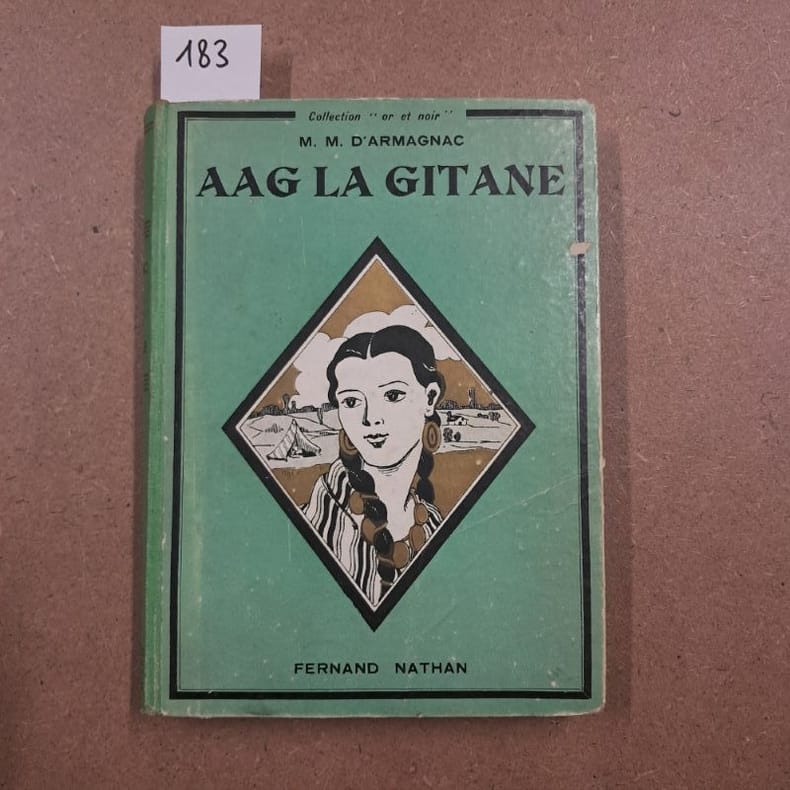 183
Collection "or et noir"
M. M. D'ARMAGNAC
AAG LA GITANE
FERNAND NATHAN